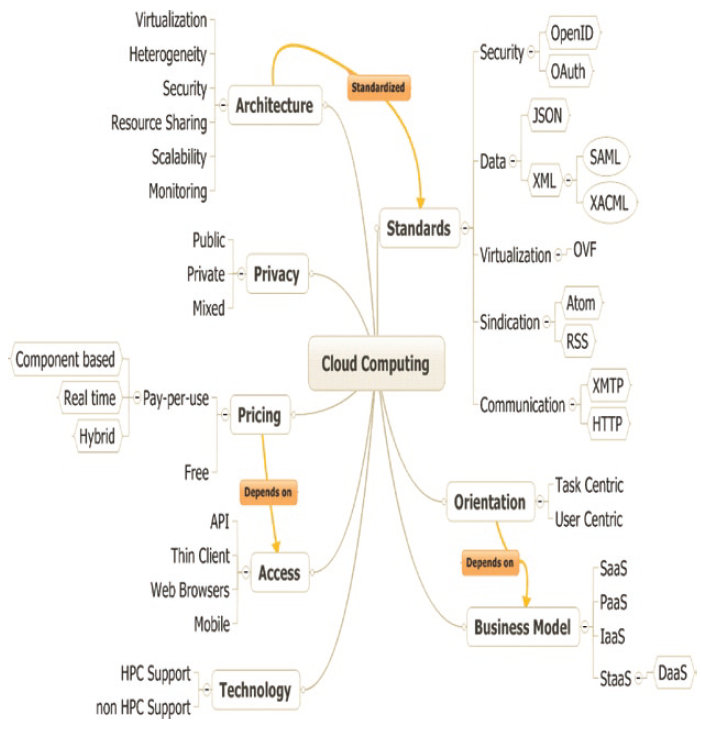 Virtualization
Heterogeneity
Security
Resource Sharing
Scalability
Monitoring
Architecture
Standardized
Security
OpenID
OAuth
Data
JSON
XML
SAML
XACML
Standards
Virtualization
OVF
Sindication
Atom
RSS
Communication
XMTP
HTTP
Public
Private
Mixed
Privacy
Cloud Computing
Component based
Real time
Hybrid
Pay-per-use
Free
Pricing
Depends on
API
Thin Client
Web Browsers
Mobile
Access
HPC Support
non HPC Support
Technology
Orientation
Task Centric
User Centric
Depends on
Business Model
SaaS
PaaS
IaaS
StaaS
DaaS